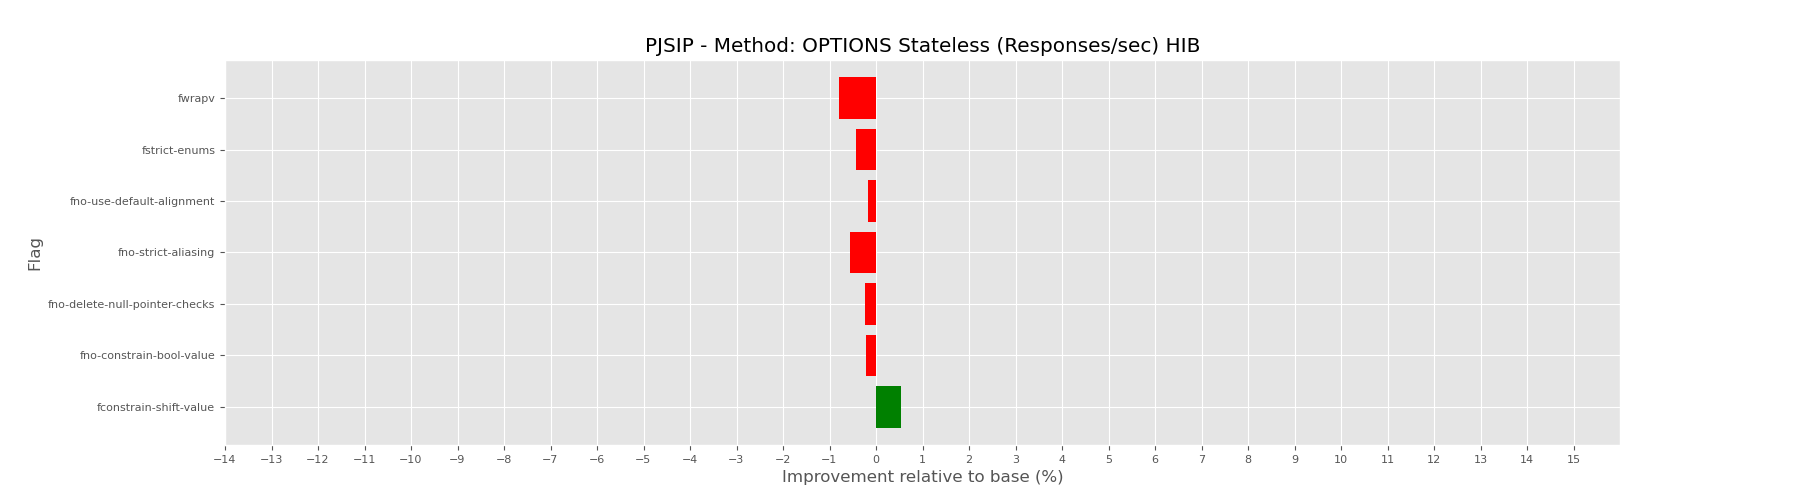 PJSIP - Method: OPTIONS Stateless (Responses/sec) HIB
Flag
fwrapv
fstrict-enums
fno-use-default-alignment
fno-strict-aliasing
fno-delete-null-pointer-checks
fno-constrain-bool-value
fconstrain-shift-value
−14 −13 −12 −11 −10 −9 −8 −7 −6 −5 −4 −3 −2 −1 0 1 2 3 4 5 6 7 8 9 10 11 12 13 14 15
Improvement relative to base (%)